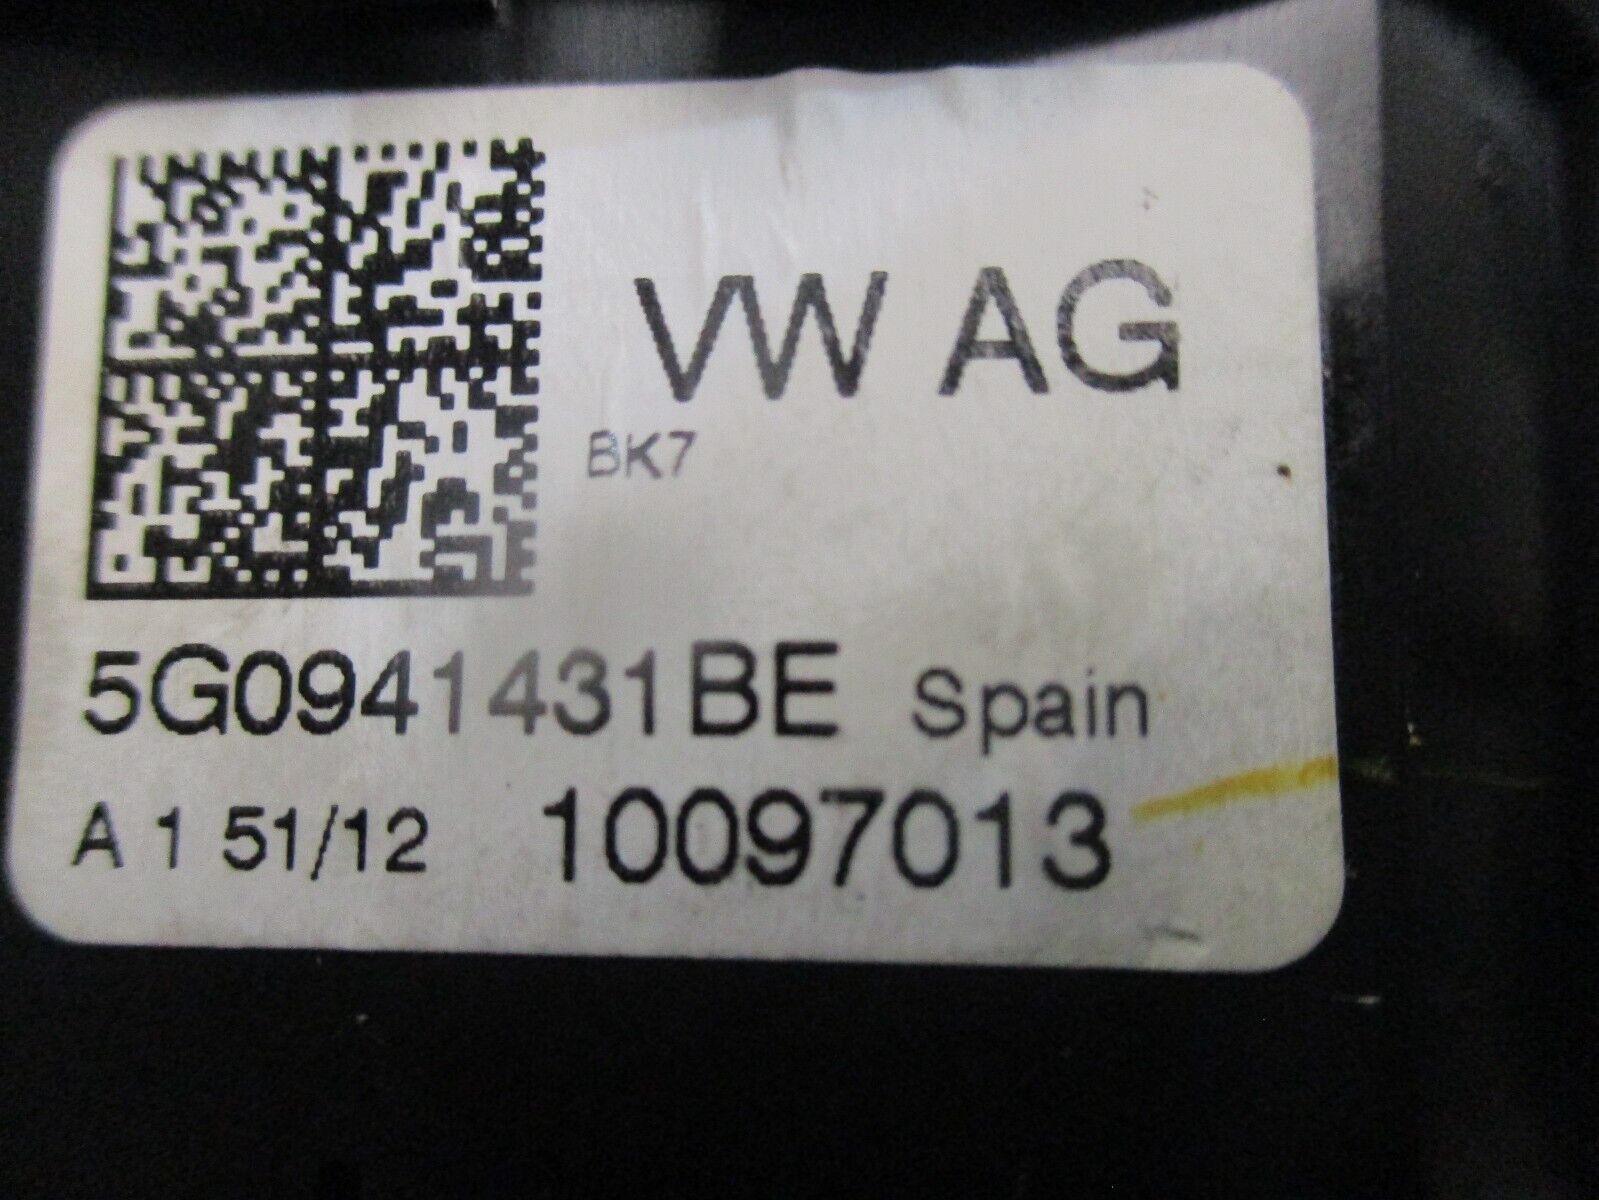 VW AG
BK7
5G0941431BE Spain
A 1 51/12 10097013